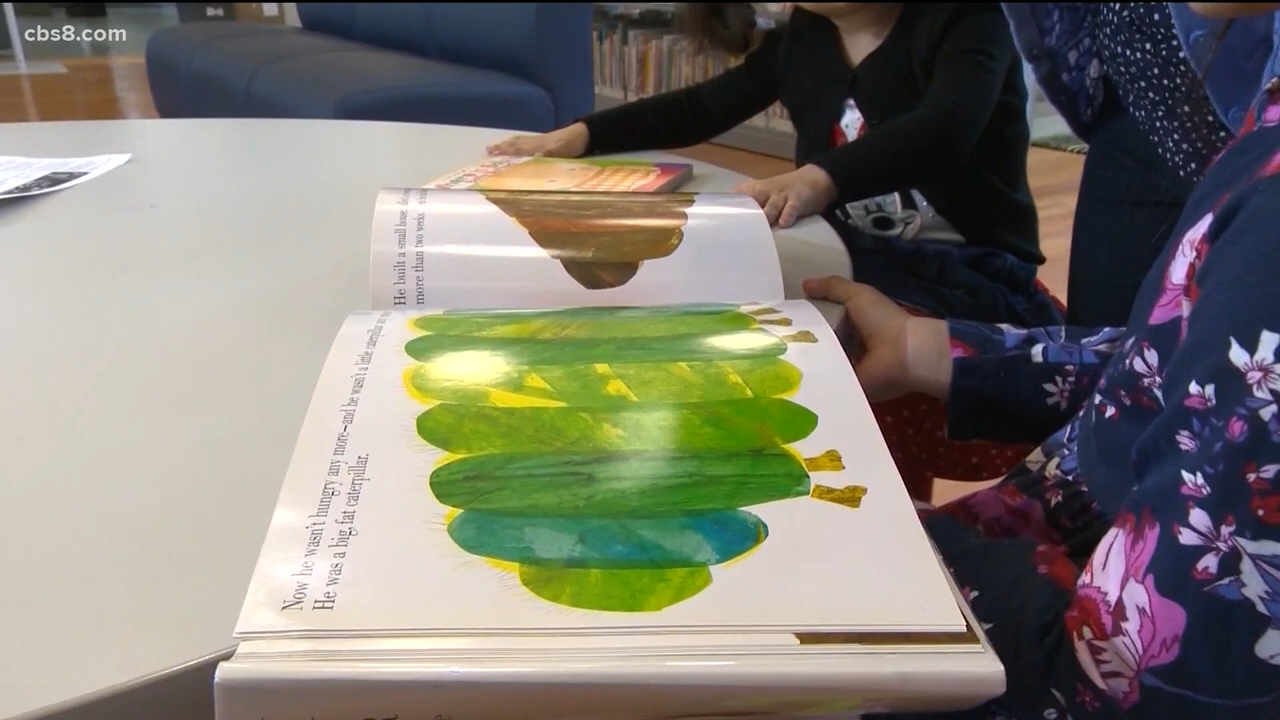 cbs8.com
He built a small house,
more than two weeks
Now he wasn't hungry any more–and he wasn't a little caterpillar any
He was a big, fat caterpillar.